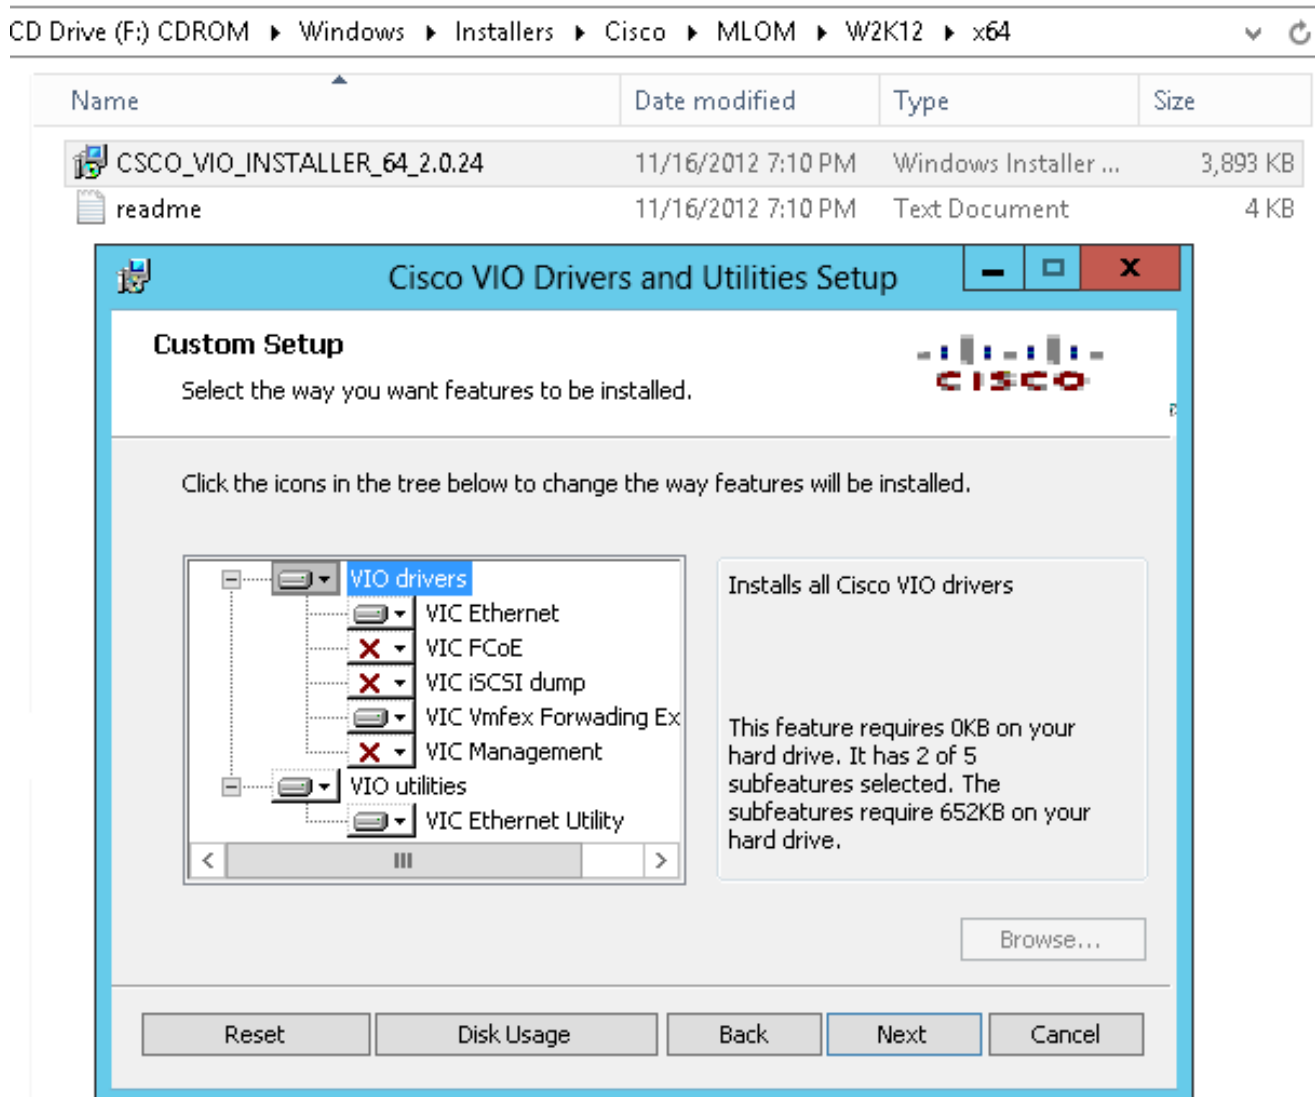 CD Drive (F:) CDROM ▸ Windows ▸ Installers ▸ Cisco ▸ MLOM ▸ W2K12 ▸ x64
Name Date modified Type Size
CSCO_VIO_INSTALLER_64_2.0.24 11/16/2012 7:10 PM Windows Installer ... 3,893 KB
readme 11/16/2012 7:10 PM Text Document 4 KB
Cisco VIO Drivers and Utilities Setup
Custom Setup
Select the way you want features to be installed.
CISCO
Click the icons in the tree below to change the way features will be installed.
VIO drivers
VIC Ethernet
VIC FCoE
VIC iSCSI dump
VIC Vmfex Forwading Ex
VIC Management
VIO utilities
VIC Ethernet Utility
Installs all Cisco VIO drivers
This feature requires 0KB on your
hard drive. It has 2 of 5
subfeatures selected. The
subfeatures require 652KB on your
hard drive.
Browse...
Reset Disk Usage Back Next Cancel